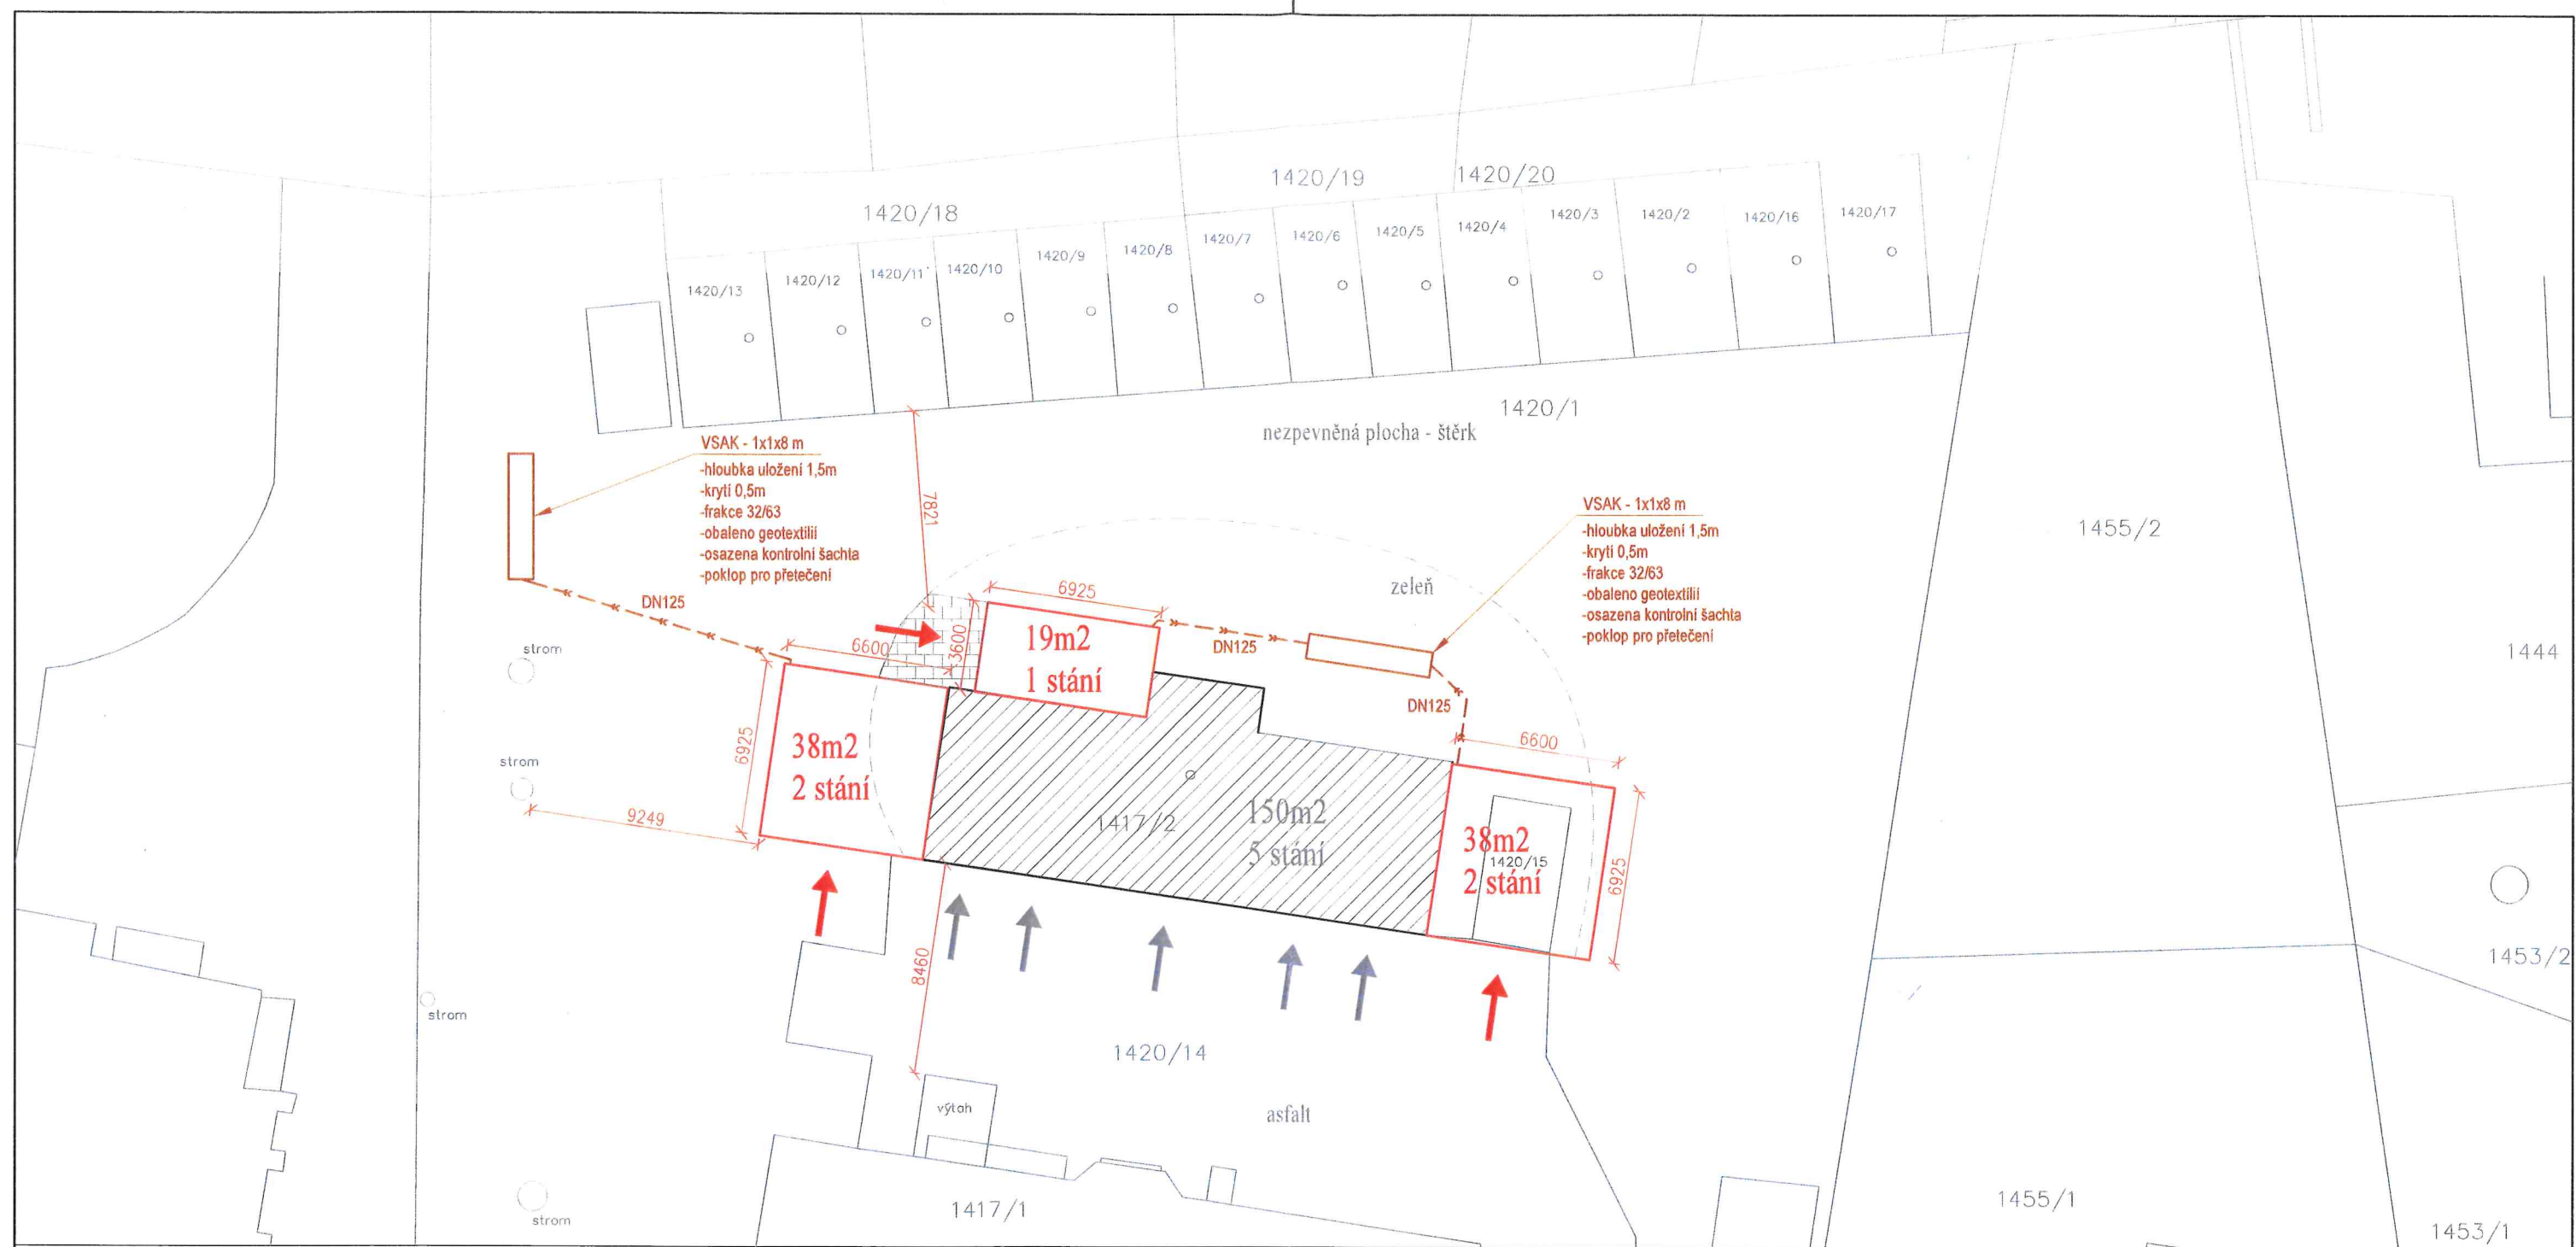 1420/19
1420/20
1420/18
1420/13
1420/12
1420/11
1420/10
1420/9
1420/8
1420/7
1420/6
1420/5
1420/4
1420/3
1420/2
1420/16
1420/17
1420/1
nezpevněná plocha - štěrk
VSAK - 1x1x8 m
-hloubka uložení 1,5m
-krytí 0,5m
-frakce 32/63
-obaleno geotextilií
-osazena kontrolní šachta
-poklop pro přetečení
7821
VSAK - 1x1x8 m
-hloubka uložení 1,5m
-krytí 0,5m
-frakce 32/63
-obaleno geotextilií
-osazena kontrolní šachta
-poklop pro přetečení
1455/2
zeleň
DN125
6925
6600
3600
19m2
1 stání
DN125
DN125
strom
strom
1444
6925
38m2
2 stání
6600
9249
1417/2
150m2
5 stání
38m2
1420/15
2 stání
6925
8460
1453/2
strom
1420/14
výtah
asfalt
1417/1
strom
1455/1
1453/1